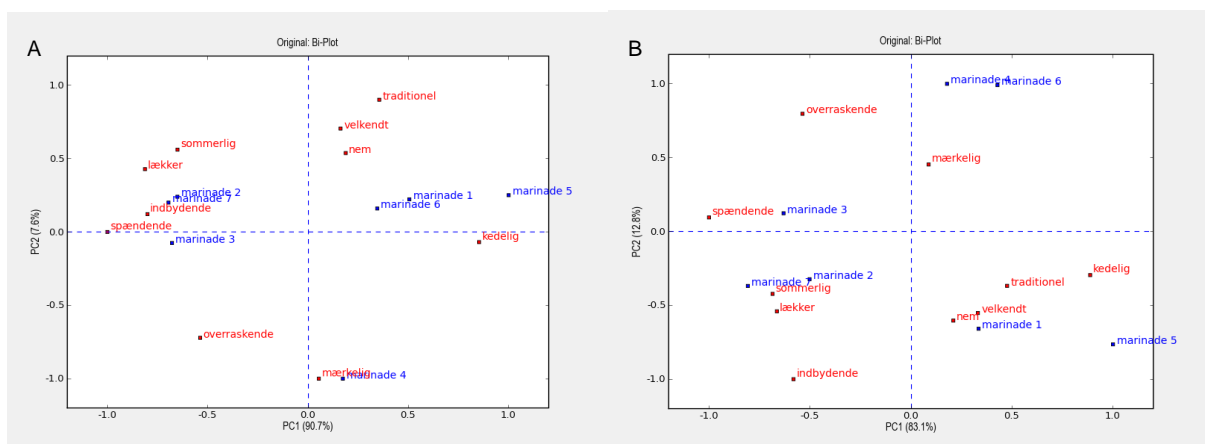 A
Original: Bi-Plot
1.0
0.5
0.0
-0.5
-1.0
PC2 (7.6%)
traditionel
velkendt
nem
sommerlig
lækker
marinade 2
marinade 7
indbydende
spændende
marinade 3
marinade 1
marinade 6
marinade 5
kedelig
overraskende
mærkelig
marinade 4
-1.0
-0.5
0.0
0.5
1.0
PC1 (90.7%)
B
Original: Bi-Plot
1.0
0.5
0.0
-0.5
-1.0
PC2 (12.8%)
marinade 4
marinade 6
overraskende
mærkelig
spændende
marinade 3
marinade 2
marinade 7
sommerlig
lækker
indbydende
kedelig
traditionel
velkendt
nem
marinade 1
marinade 5
-1.0
-0.5
0.0
0.5
1.0
PC1 (83.1%)